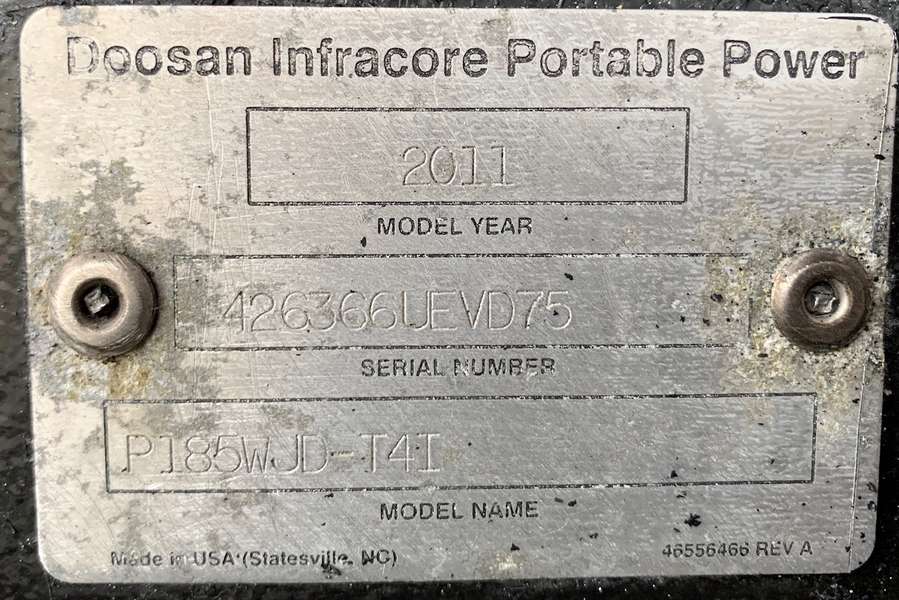 Doosan Infracore Portable Power
2011
MODEL YEAR
426366UEVD75
SERIAL NUMBER
P185WJD-T4I
MODEL NAME
Made in USA (Statesville, NC)
46556466 REV A